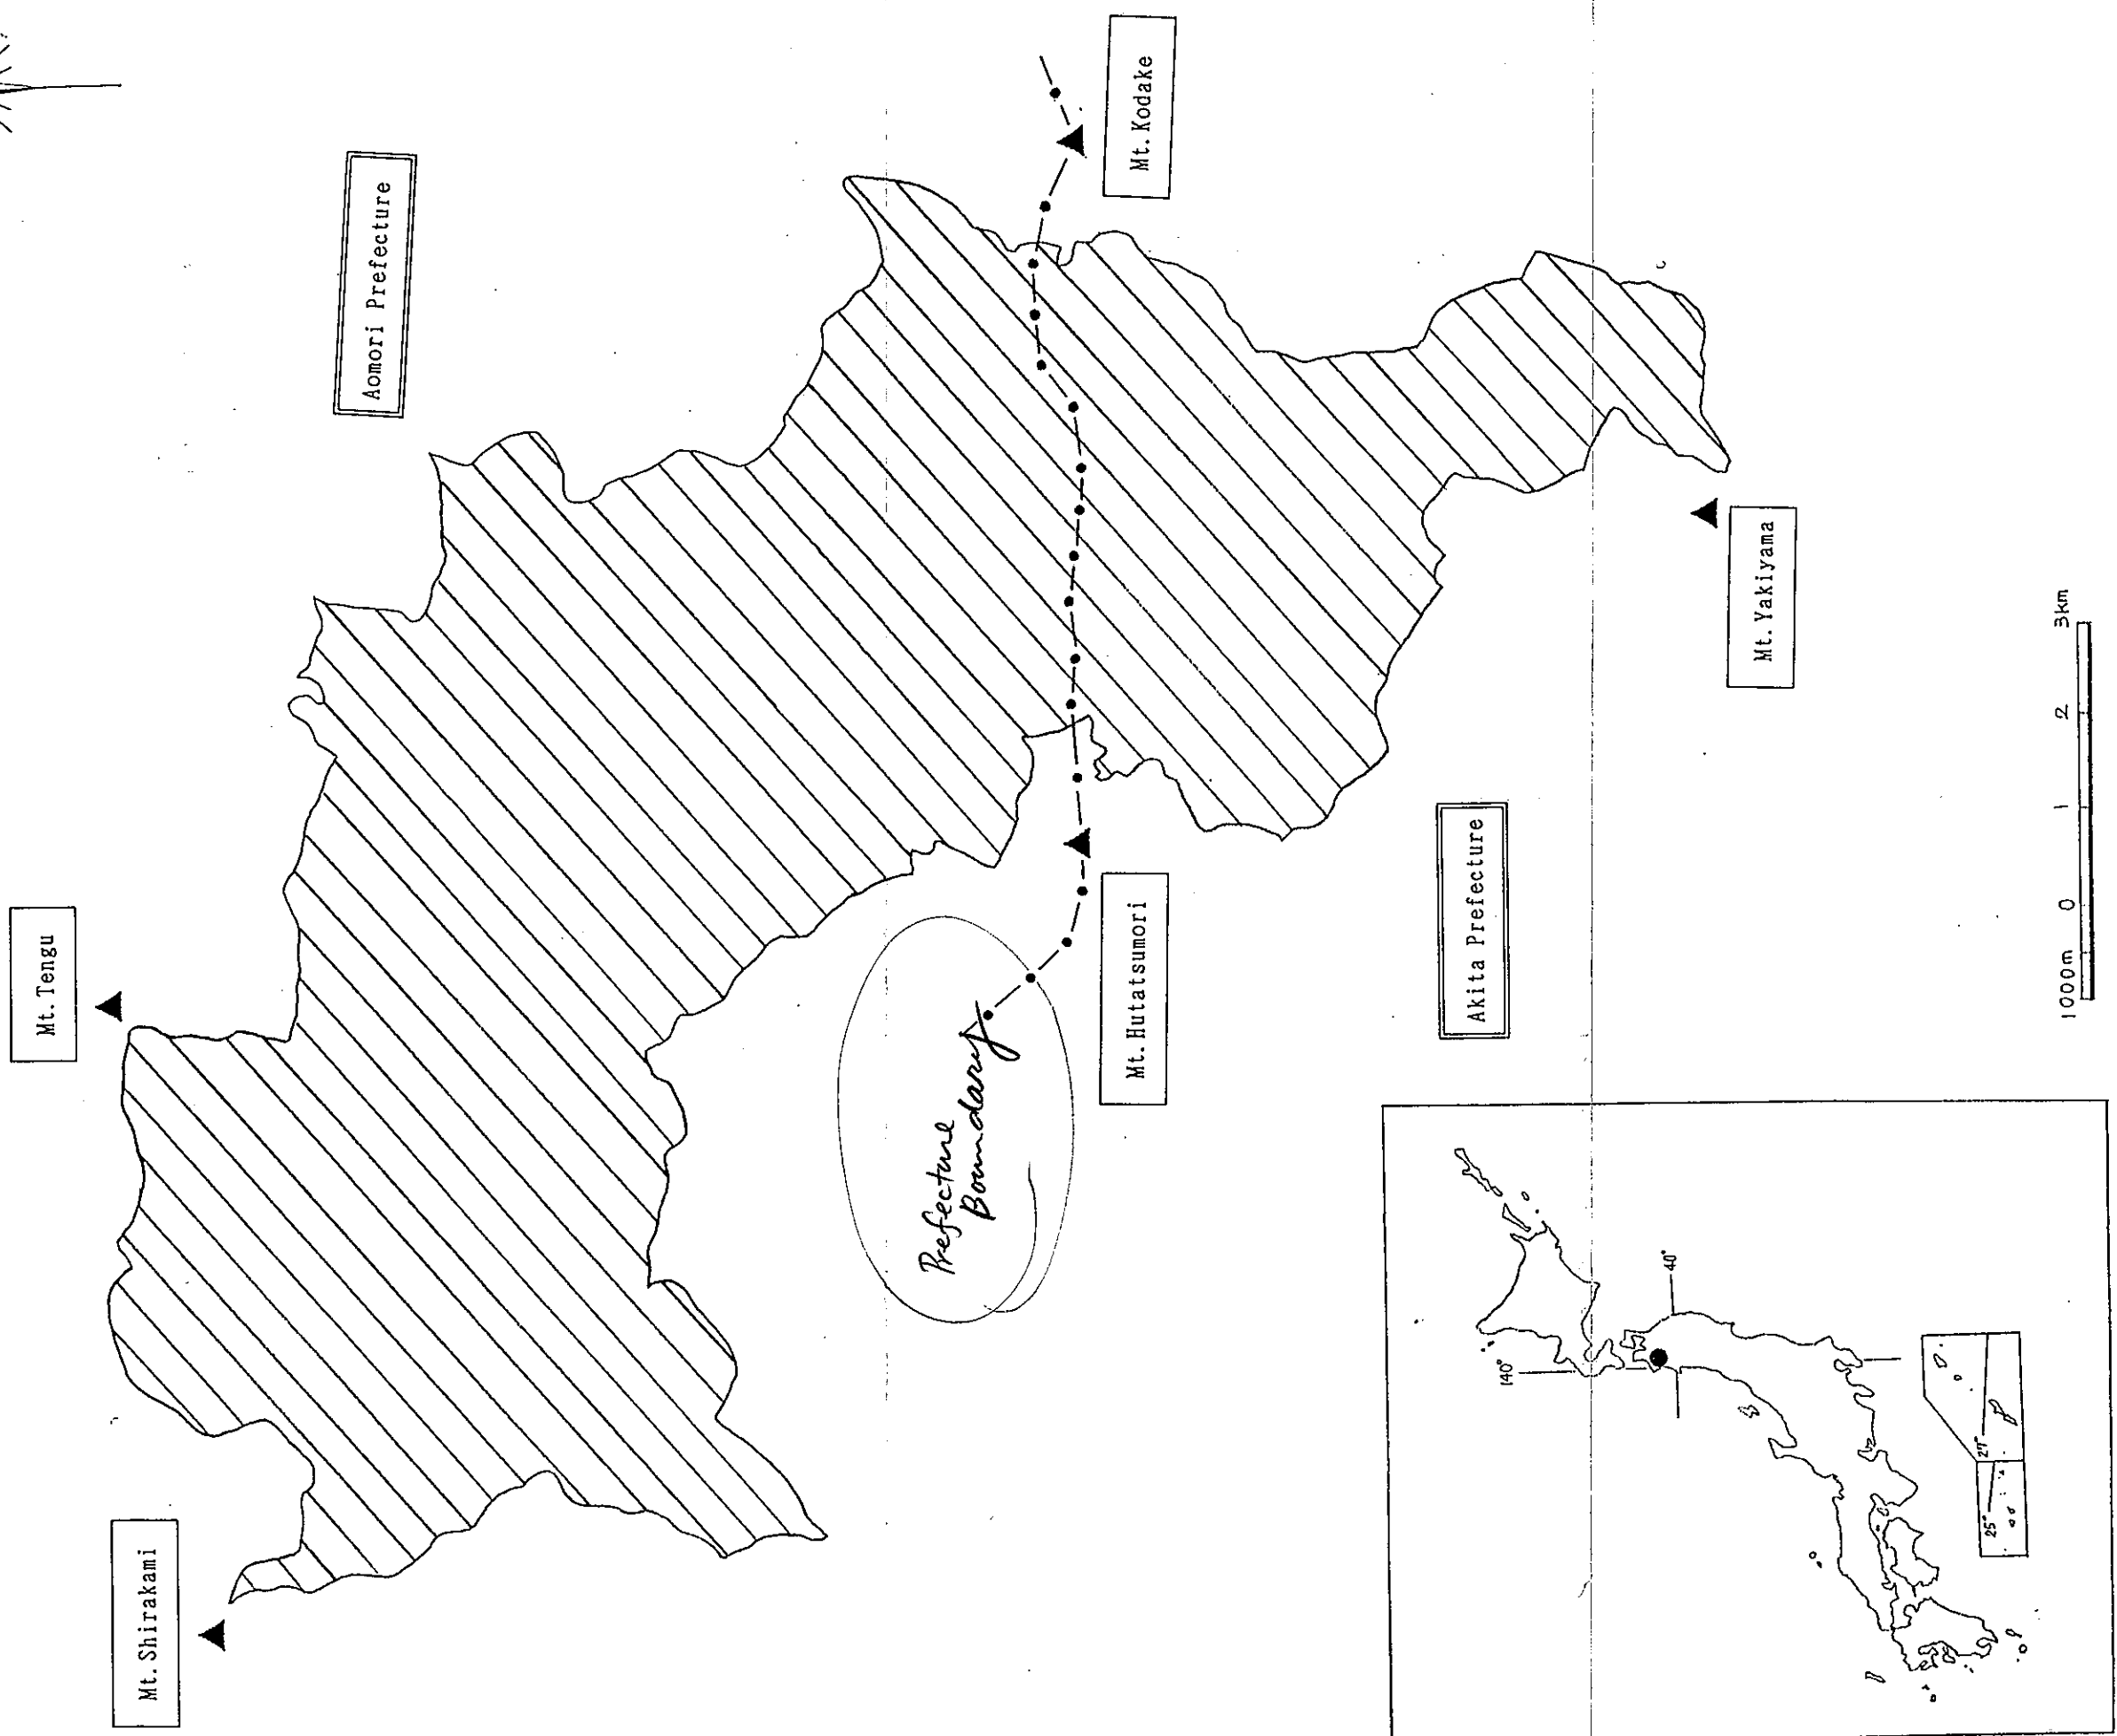 Mt. Tengu
Mt. Shirakami
Aomori Prefecture
Mt. Kodake
Prefecture
Boundary
Mt. Hutatsumori
Akita Prefecture
Mt. Yakiyama
1000m 0 1 2 3km
140°
40°
25°
27°